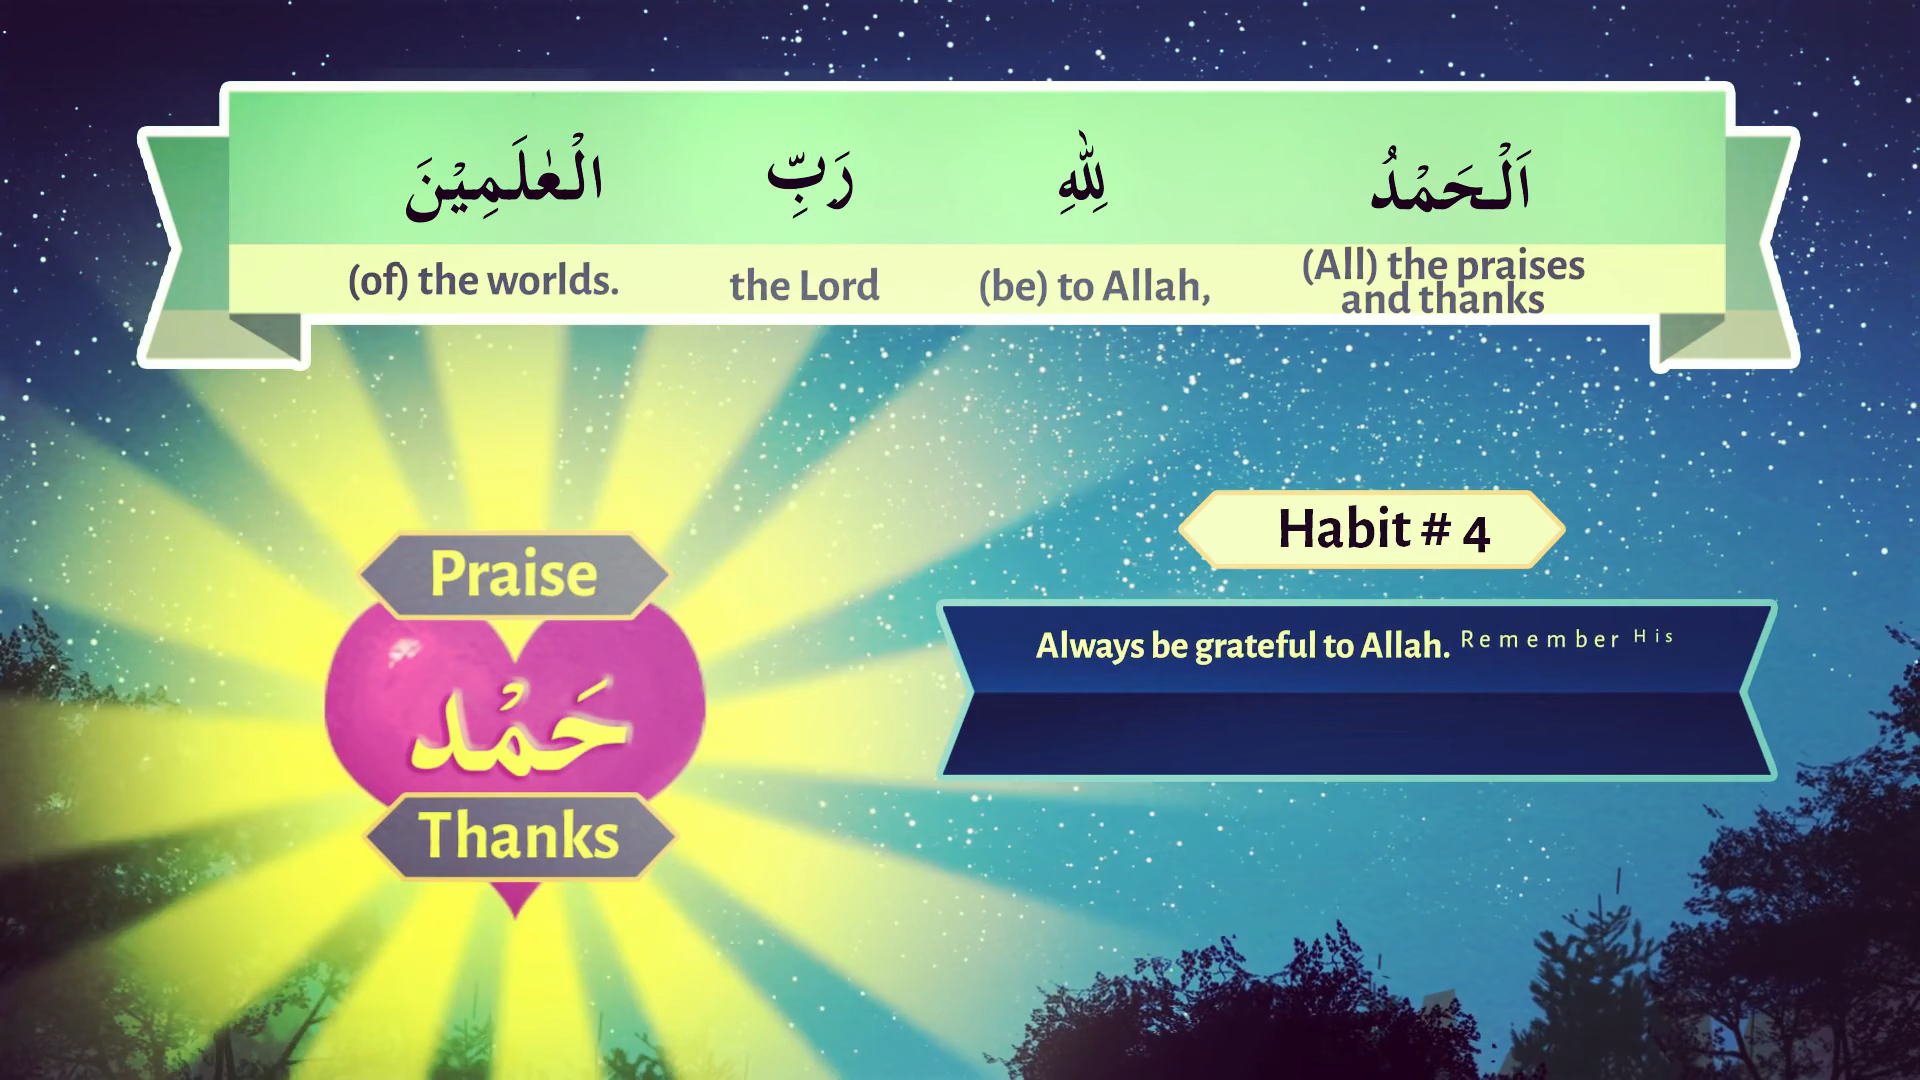 اَلْحَمْدُ لِلّٰهِ رَبِّ الْعٰلَمِيْنَ
(of) the worlds. the Lord (be) to Allah, (All) the praises and thanks
Habit # 4
Praise
Always be grateful to Allah. Remember His
حَمْد
Thanks